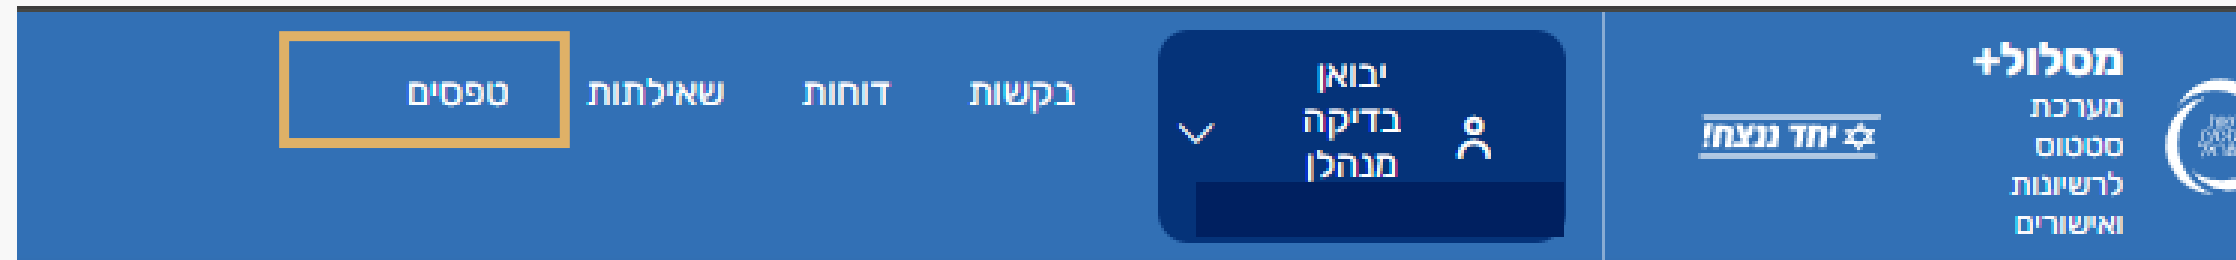 מסלול+
מערכת
סטטוס
לרשיונות
ואישורים
יחד ננצח!
יבואן
בדיקה
מנהלן
בקשות
דוחות
שאילתות
טפסים